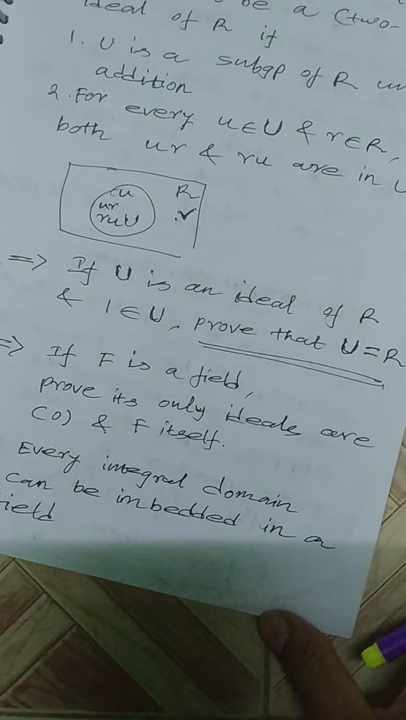 be a (two-
ideal of R if
1. U is a subgp of R un
addition
2. For every u∈U & r∈R,
both ur & ru are in U
u R
ur .r
ru U
=> If U is an ideal of R
& 1∈U, prove that U=R
=> If F is a field,
prove its only ideals are
(0) & F itself.
Every integral domain
can be imbedded in a
field